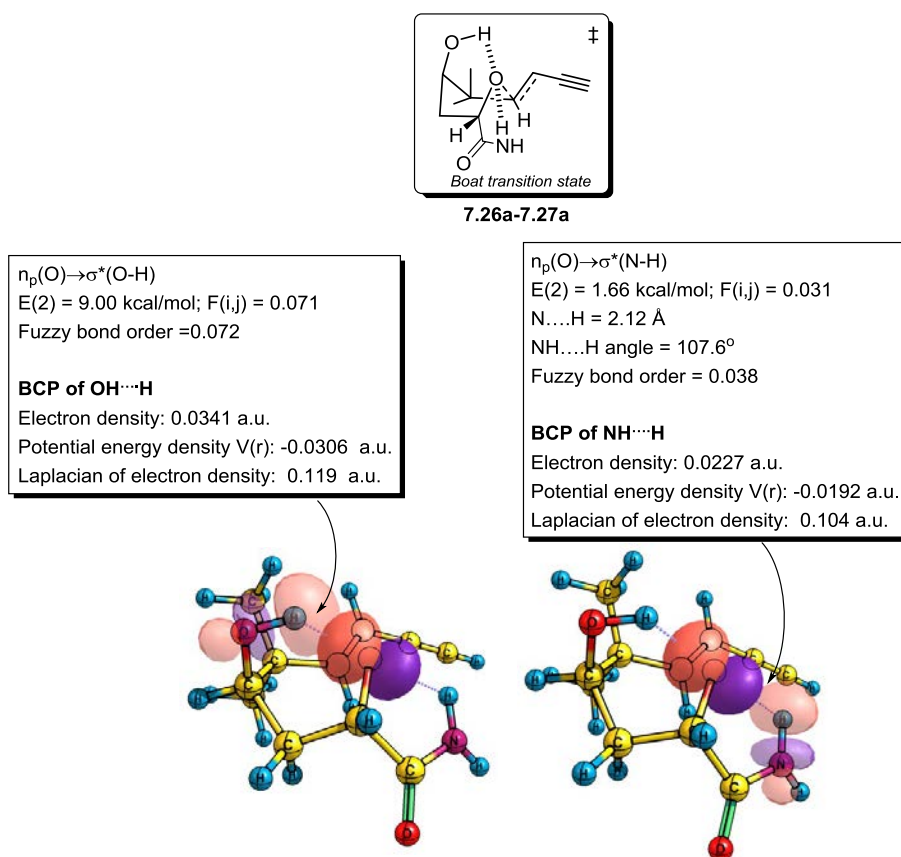 ‡
O H
O
H H
NH
O
Boat transition state
7.26a-7.27a
np(O)→σ*(O-H)
E(2) = 9.00 kcal/mol; F(i,j) = 0.071
Fuzzy bond order =0.072
BCP of OH····H
Electron density: 0.0341 a.u.
Potential energy density V(r): -0.0306 a.u.
Laplacian of electron density: 0.119 a.u.
np(O)→σ*(N-H)
E(2) = 1.66 kcal/mol; F(i,j) = 0.031
N....H = 2.12 Å
NH....H angle = 107.6o
Fuzzy bond order = 0.038
BCP of NH····H
Electron density: 0.0227 a.u.
Potential energy density V(r): -0.0192 a.u.
Laplacian of electron density: 0.104 a.u.